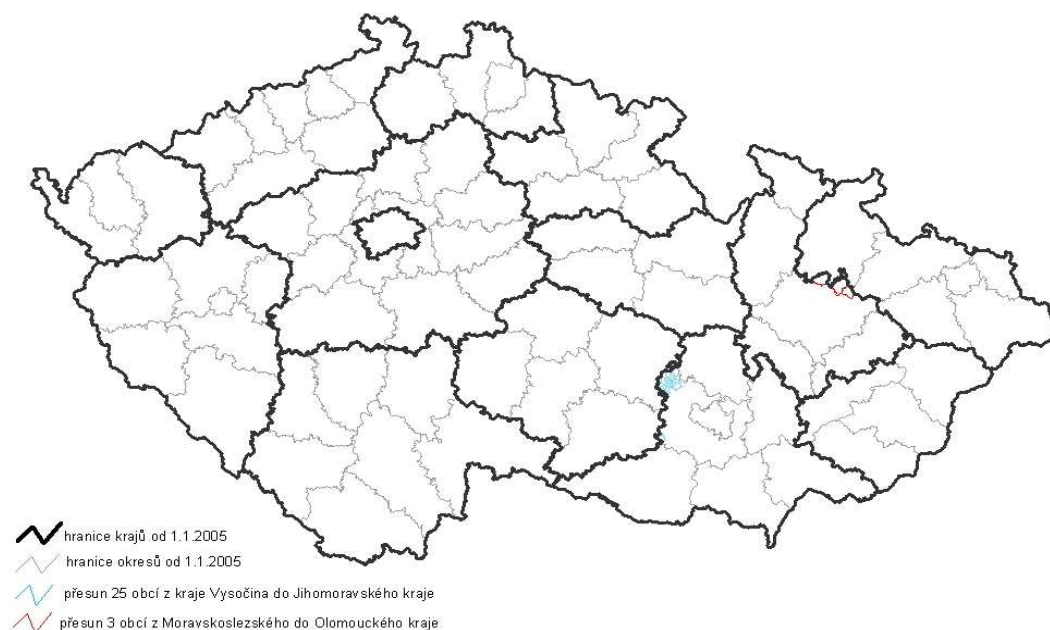 hranice krajů od 1.1.2005
hranice okresů od 1.1.2005
přesun 25 obcí z kraje Vysočina do Jihomoravského kraje
přesun 3 obcí z Moravskoslezského do Olomouckého kraje